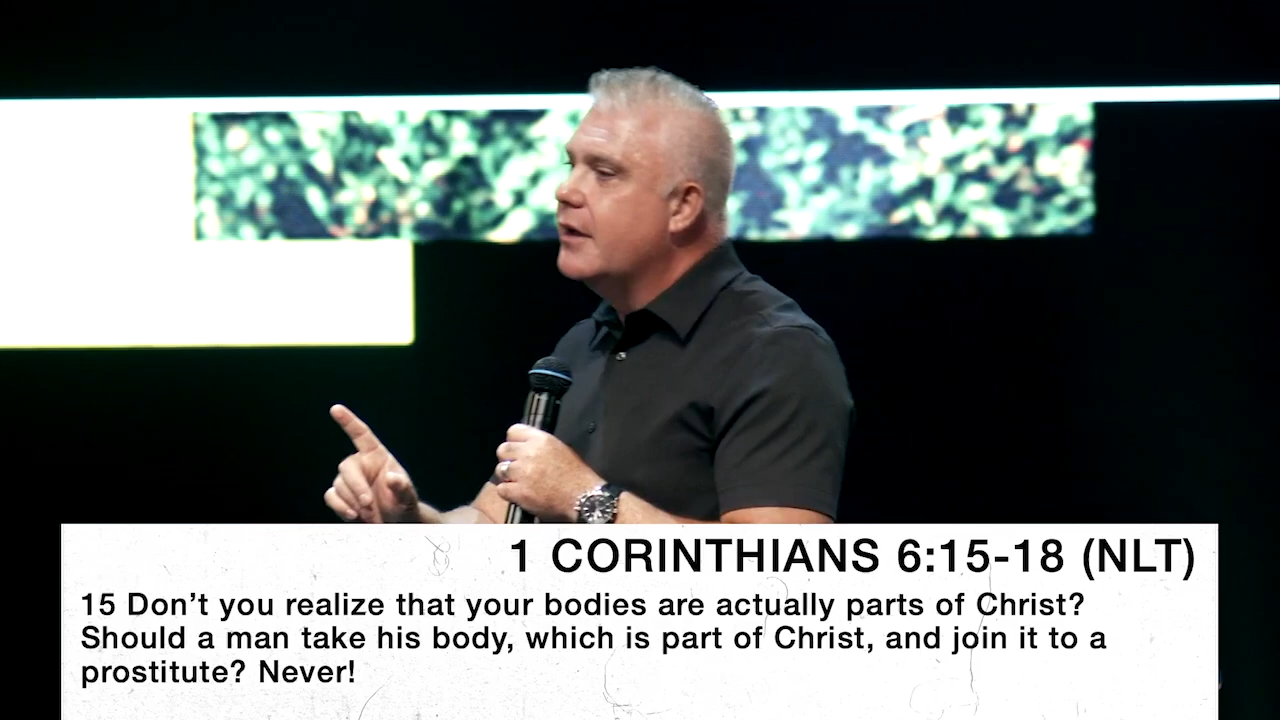 1 CORINTHIANS 6:15-18 (NLT)
15 Don’t you realize that your bodies are actually parts of Christ?
Should a man take his body, which is part of Christ, and join it to a
prostitute? Never!